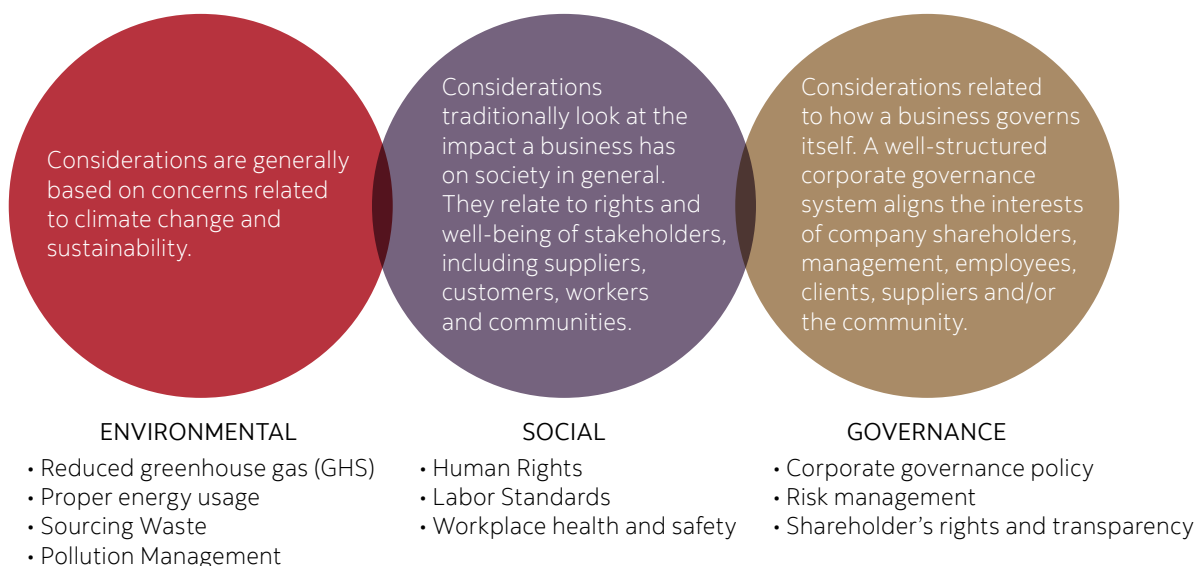 Considerations are generally
based on concerns related
to climate change and
sustainability.
Considerations
traditionally look at the
impact a business has
on society in general.
They relate to rights and
well-being of stakeholders,
including suppliers,
customers, workers
and communities.
Considerations related
to how a business governs
itself. A well-structured
corporate governance
system aligns the interests
of company shareholders,
management, employees,
clients, suppliers and/or
the community.
ENVIRONMENTAL
• Reduced greenhouse gas (GHS)
• Proper energy usage
• Sourcing Waste
• Pollution Management
SOCIAL
• Human Rights
• Labor Standards
• Workplace health and safety
GOVERNANCE
• Corporate governance policy
• Risk management
• Shareholder’s rights and transparency